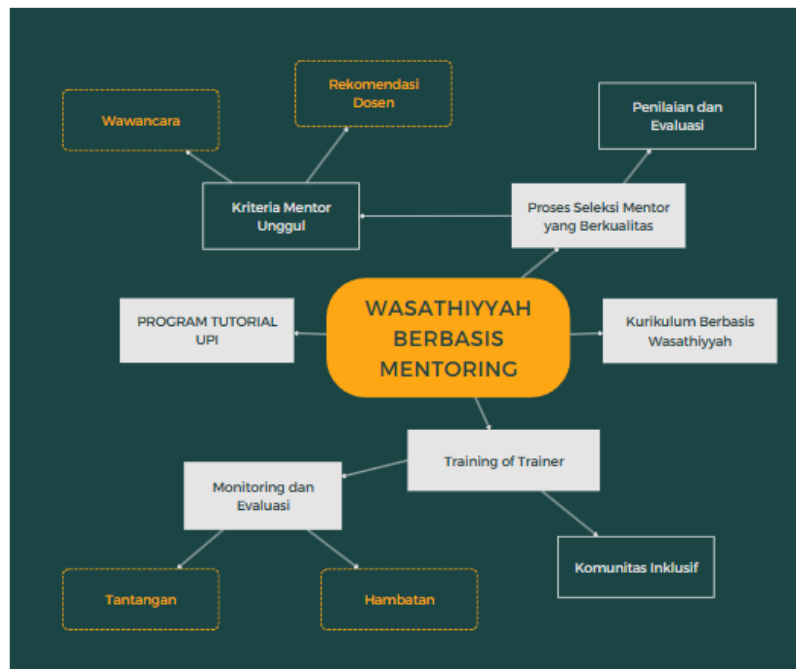 Rekomendasi
Dosen
Wawancara
Penilaian dan
Evaluasi
Kriteria Mentor
Unggul
Proses Seleksi Mentor
yang Berkualitas
WASATHIYYAH
BERBASIS
MENTORING
PROGRAM TUTORIAL
UPI
Kurikulum Berbasis
Wasathiyyah
Training of Trainer
Monitoring dan
Evaluasi
Komunitas Inklusif
Tantangan
Hambatan